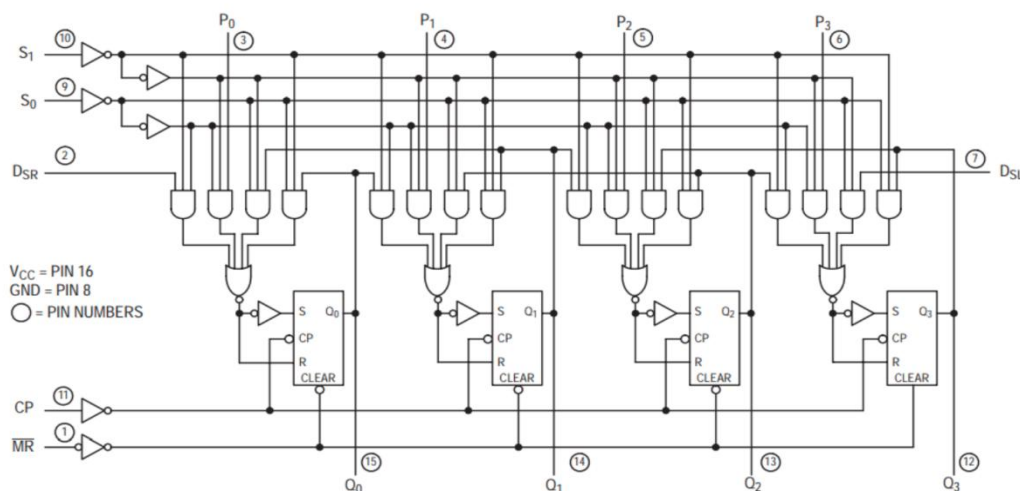 P0 P1 P2 P3
10 3 4 5 6
S1
9
S0
2 7
DSR DSL
VCC = PIN 16
GND = PIN 8
= PIN NUMBERS
S Q0 S Q1 S Q2 S Q3
CP CP CP CP
R R R R
CLEAR CLEAR CLEAR CLEAR
11
CP
1
MR
15 14 13 12
Q0 Q1 Q2 Q3